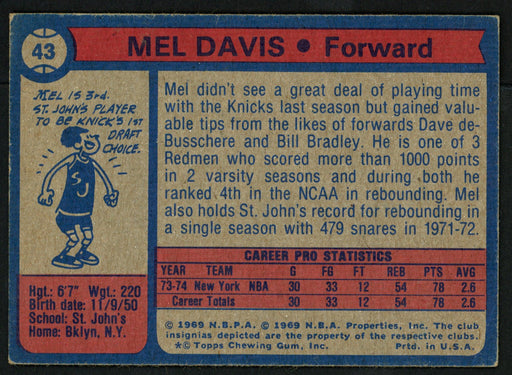 43
MEL DAVIS • Forward
MEL IS 3rd.
ST. JOHN'S PLAYER
TO BE KNICK'S 1ST
DRAFT
CHOICE.
SJ
Hgt: 6'7" Wgt.: 220
Birth date: 11/9/50
School: St. John's
Home: Bklyn, N.Y.
Mel didn't see a great deal of playing time
with the Knicks last season but gained valu-
able tips from the likes of forwards Dave de-
Busschere and Bill Bradley. He is one of 3
Redmen who scored more than 1000 points
in 2 varsity seasons and during both he
ranked 4th in the NCAA in rebounding. Mel
also holds St. John's record for rebounding in
a single season with 479 snares in 1971-72.
CAREER PRO STATISTICS
YEAR TEAM G FG FT REB PTS AVG
73-74 New York NBA 30 33 12 54 78 2.6
Career Totals 30 33 12 54 78 2.6
© 1969 N.B.P.A. © 1969 N.B.A. Properties, Inc. The club
insignias depicted are the property of the respective clubs.
*© Topps Chewing Gum, Inc. Prtd. in U.S.A.